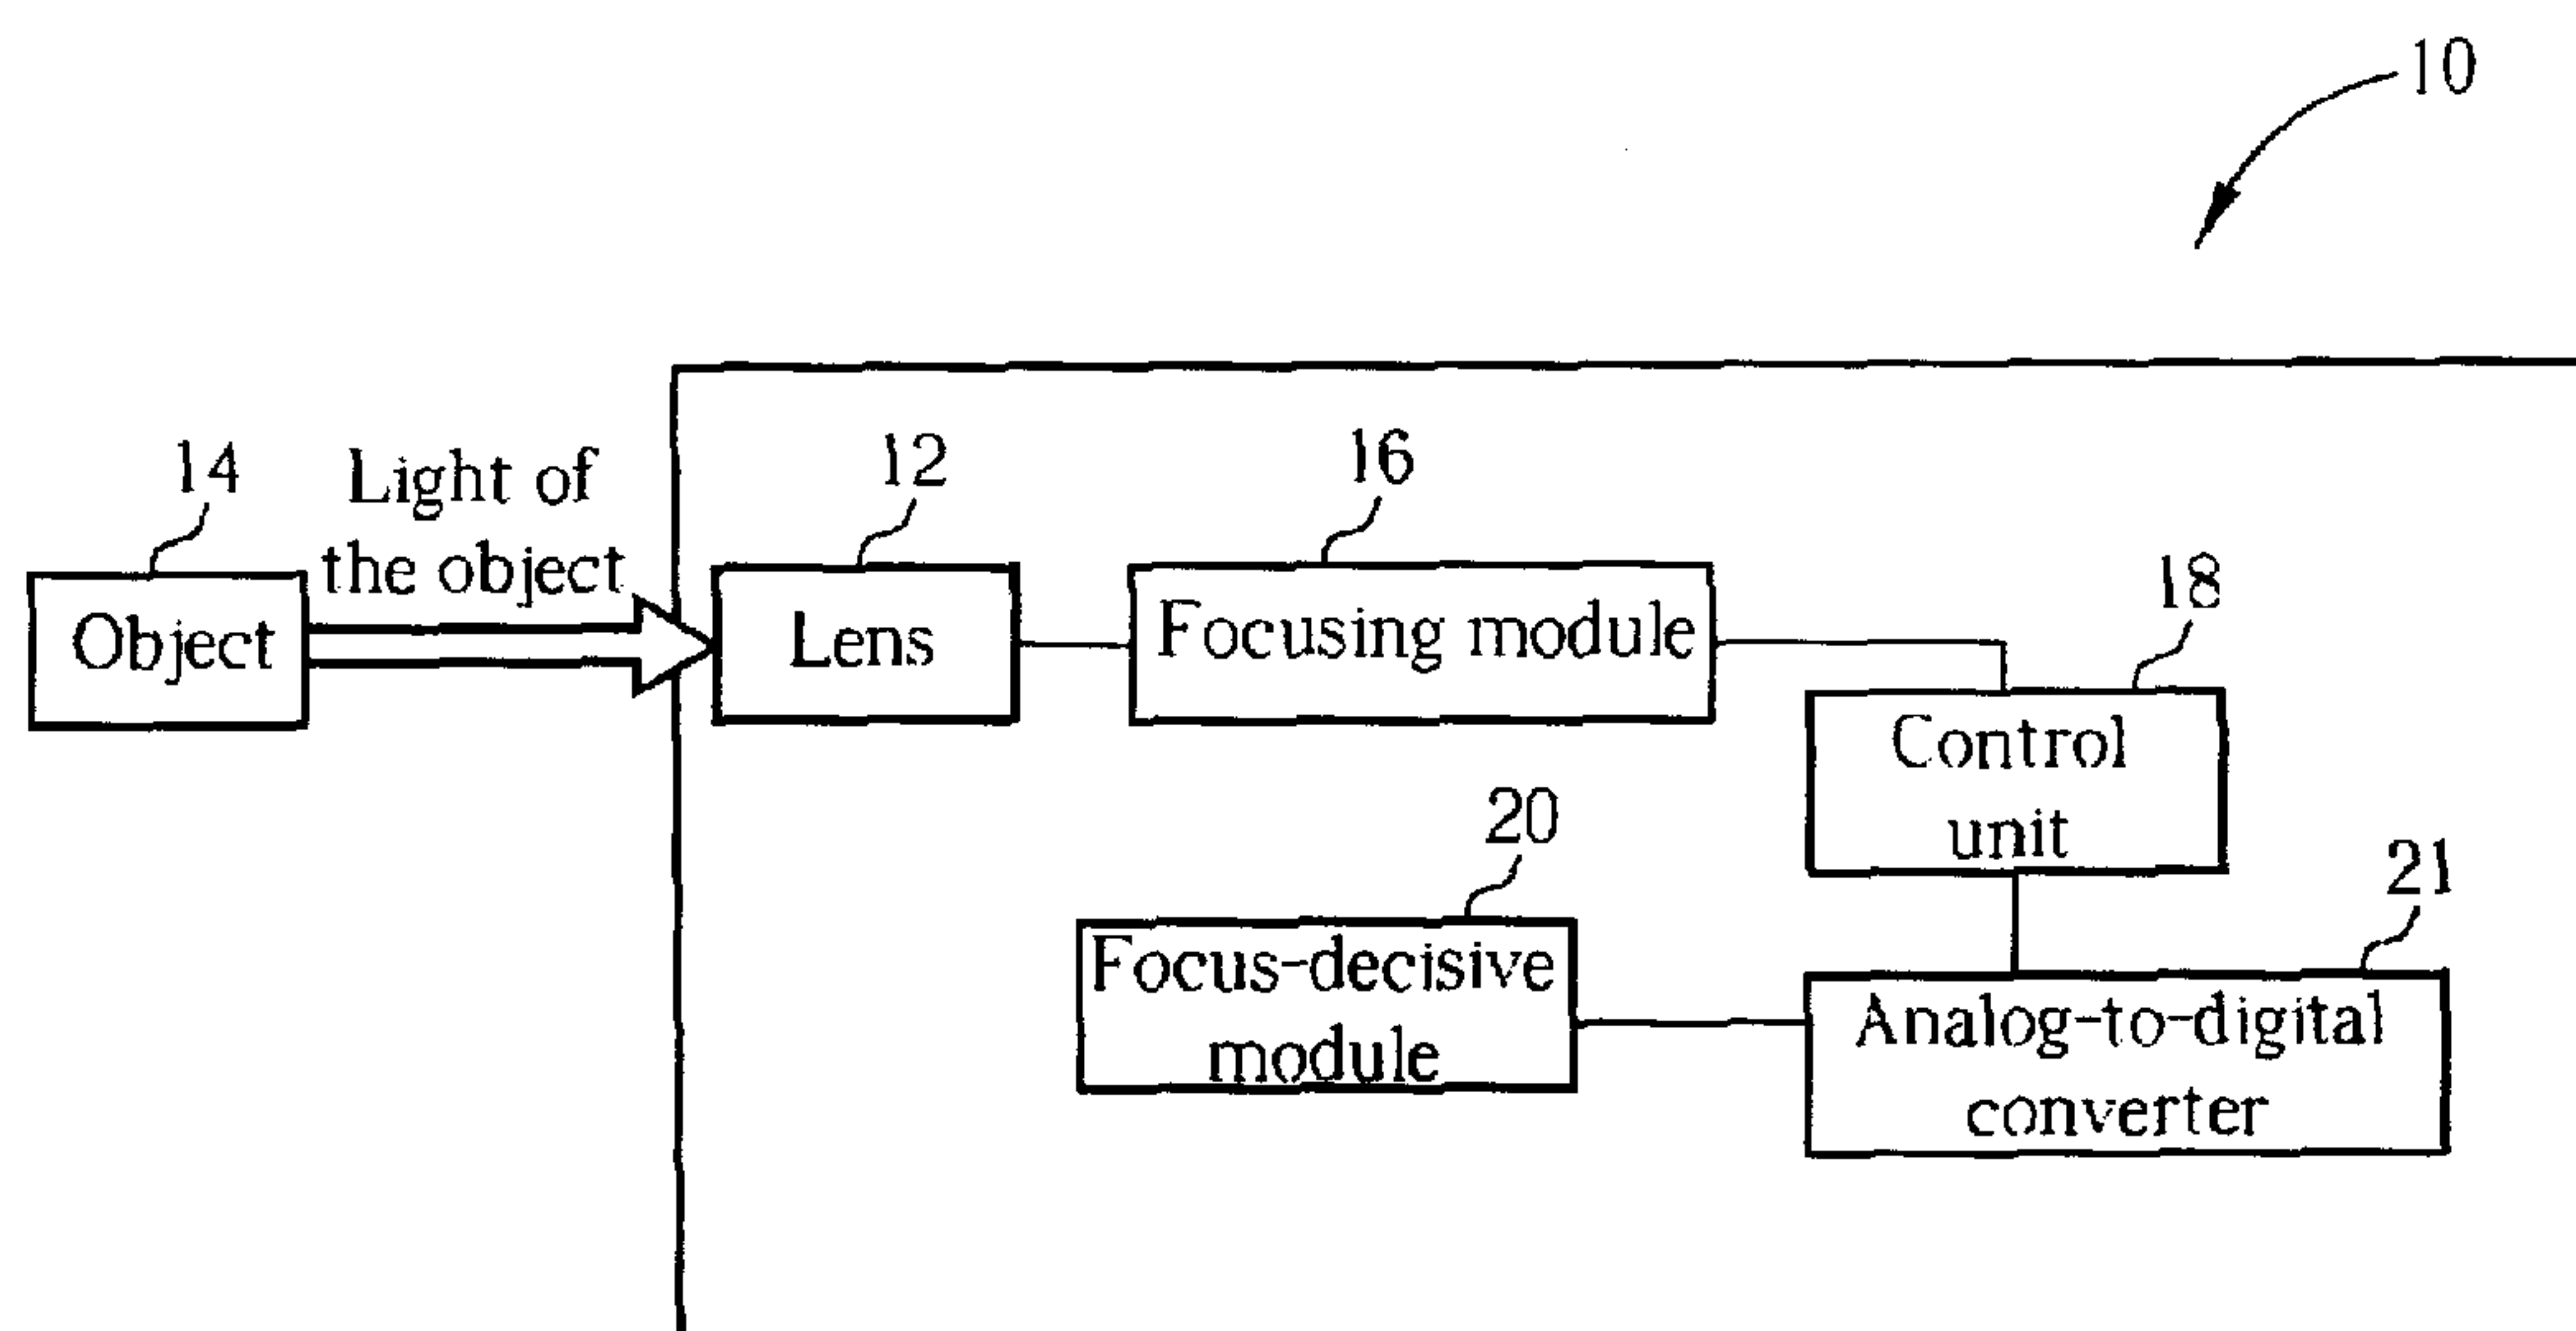 10
14
Light of
the object
12
16
18
Object
Lens
Focusing module
Control
unit
20
21
Focus-decisive
module
Analog-to-digital
converter